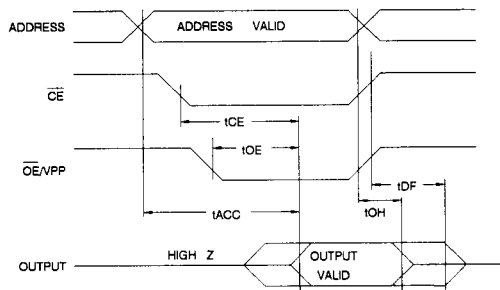 ADDRESS
ADDRESS VALID
CE
tCE
tOE
OE/VPP
tDF
tACC
tOH
HIGH Z
OUTPUT
OUTPUT
VALID